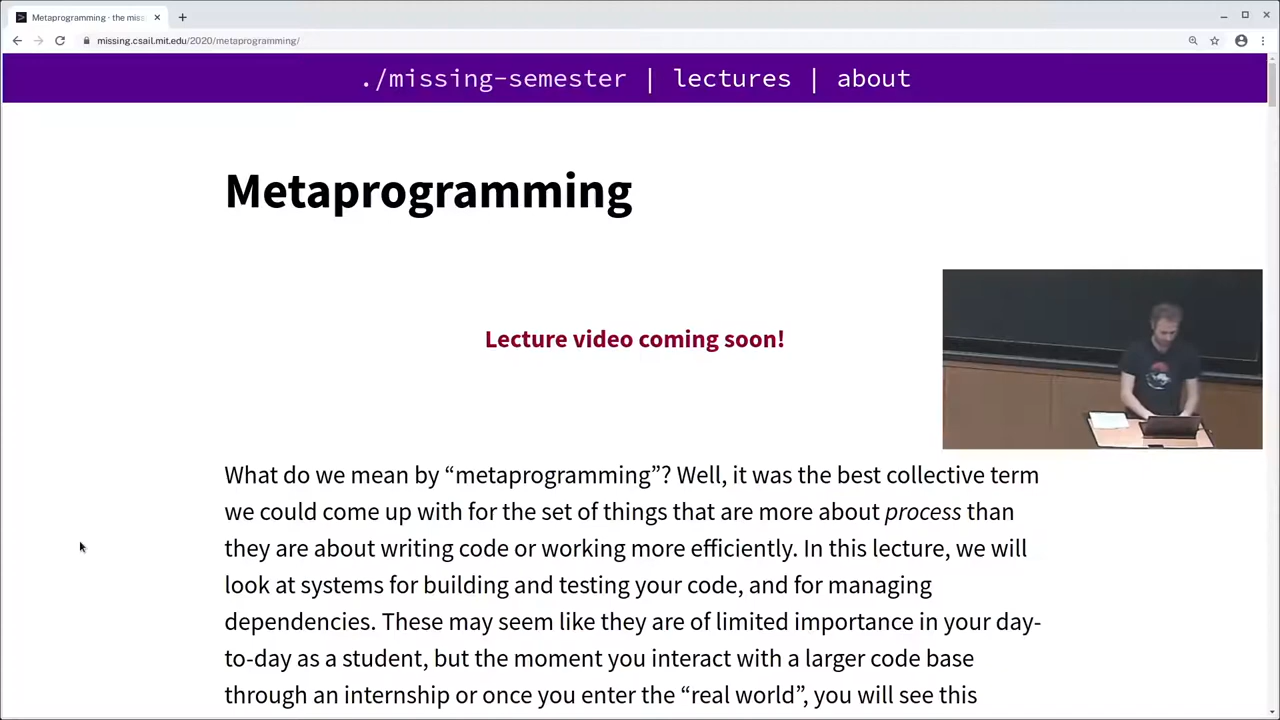 Metaprogramming - the miss
missing.csail.mit.edu/2020/metaprogramming/
./missing-semester | lectures | about
Metaprogramming
Lecture video coming soon!
What do we mean by “metaprogramming”? Well, it was the best collective term
we could come up with for the set of things that are more about process than
they are about writing code or working more efficiently. In this lecture, we will
look at systems for building and testing your code, and for managing
dependencies. These may seem like they are of limited importance in your day-
to-day as a student, but the moment you interact with a larger code base
through an internship or once you enter the “real world”, you will see this